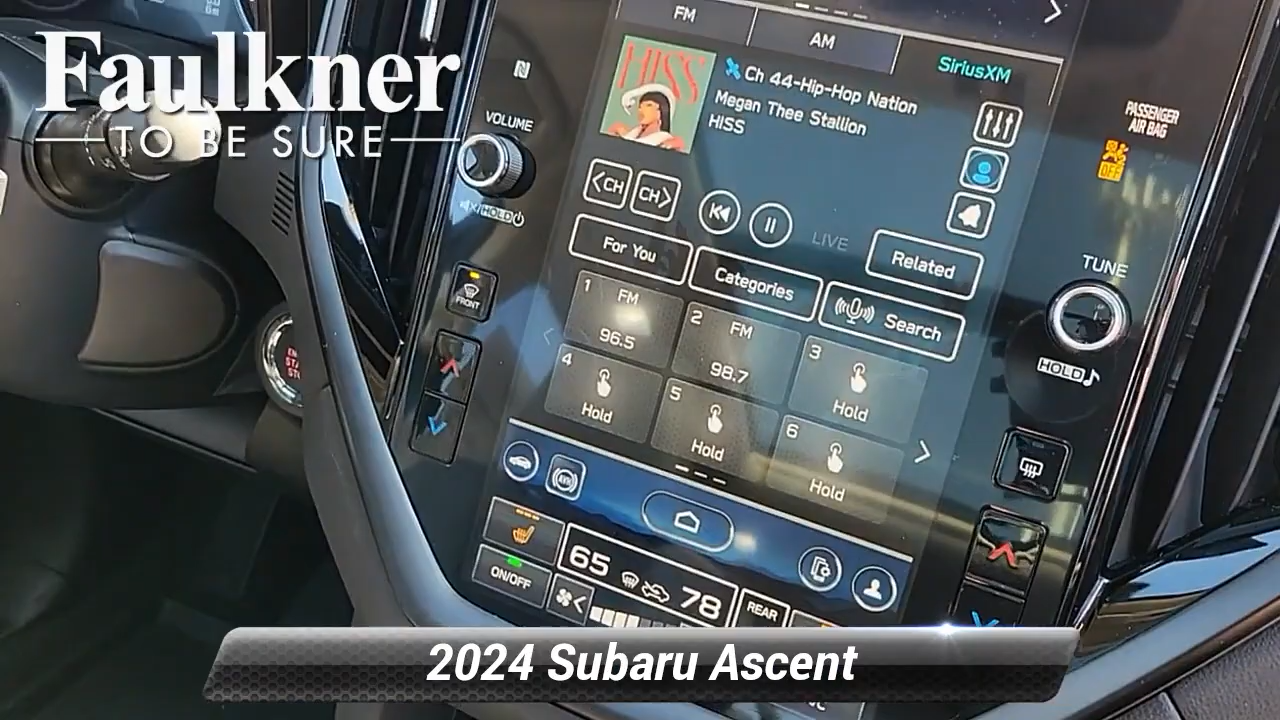 Faulkner
TO BE SURE
FM
AM
SiriusXM
HISS
Ch 44-Hip-Hop Nation
Megan Thee Stallion
HISS
VOLUME
HOLD
PASSENGER
AIR BAG
OFF
<CH
CH>
LIVE
Related
For You
Categories
Search
TUNE
HOLD
FRONT
1 FM
96.5
2 FM
98.7
3
Hold
4
Hold
5
Hold
6
Hold
65
78
ON/OFF
REAR
2024 Subaru Ascent